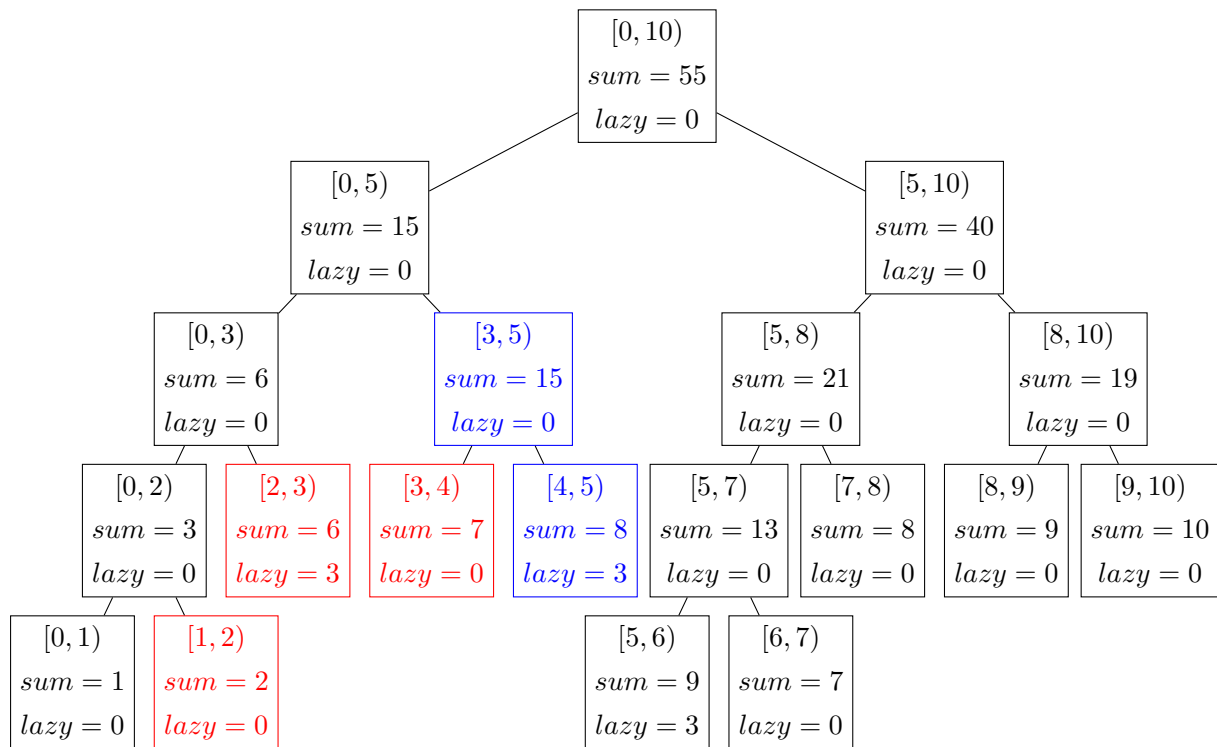 [0, 10)
sum = 55
lazy = 0
[0, 5)
sum = 15
lazy = 0
[5, 10)
sum = 40
lazy = 0
[0, 3)
sum = 6
lazy = 0
[3, 5)
sum = 15
lazy = 0
[5, 8)
sum = 21
lazy = 0
[8, 10)
sum = 19
lazy = 0
[0, 2)
sum = 3
lazy = 0
[2, 3)
sum = 6
lazy = 3
[3, 4)
sum = 7
lazy = 0
[4, 5)
sum = 8
lazy = 3
[5, 7)
sum = 13
lazy = 0
[7, 8)
sum = 8
lazy = 0
[8, 9)
sum = 9
lazy = 0
[9, 10)
sum = 10
lazy = 0
[0, 1)
sum = 1
lazy = 0
[1, 2)
sum = 2
lazy = 0
[5, 6)
sum = 9
lazy = 3
[6, 7)
sum = 7
lazy = 0